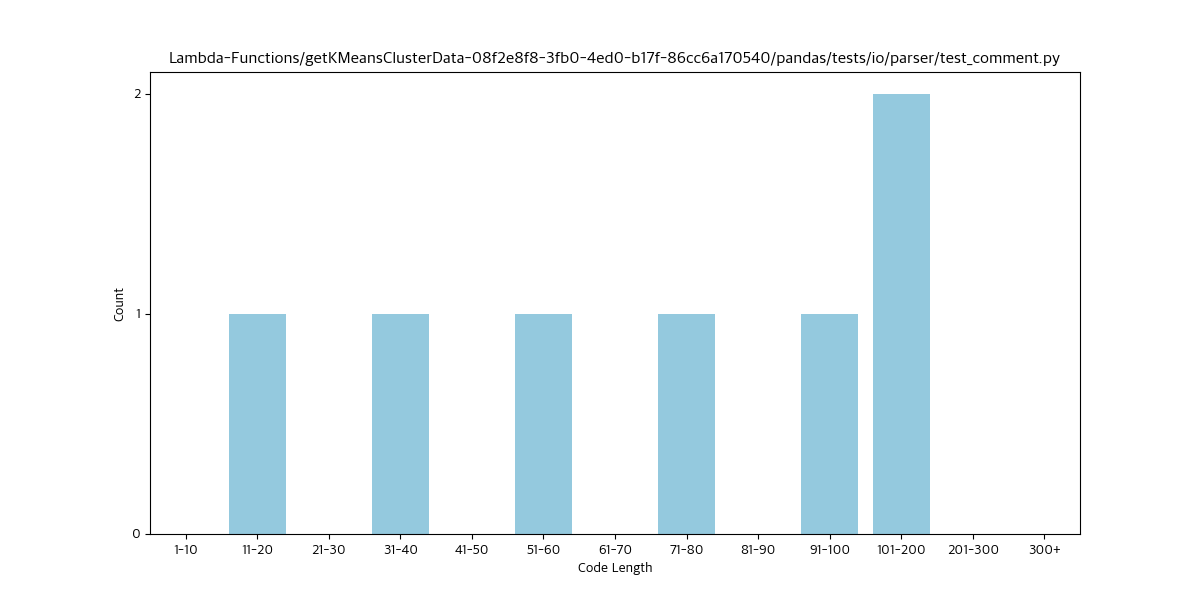 Lambda-Functions/getKMeansClusterData-08f2e8f8-3fb0-4ed0-b17f-86cc6a170540/pandas/tests/io/parser/test_comment.py
2
1
0
Count
1-10 11-20 21-30 31-40 41-50 51-60 61-70 71-80 81-90 91-100 101-200 201-300 300+
Code Length